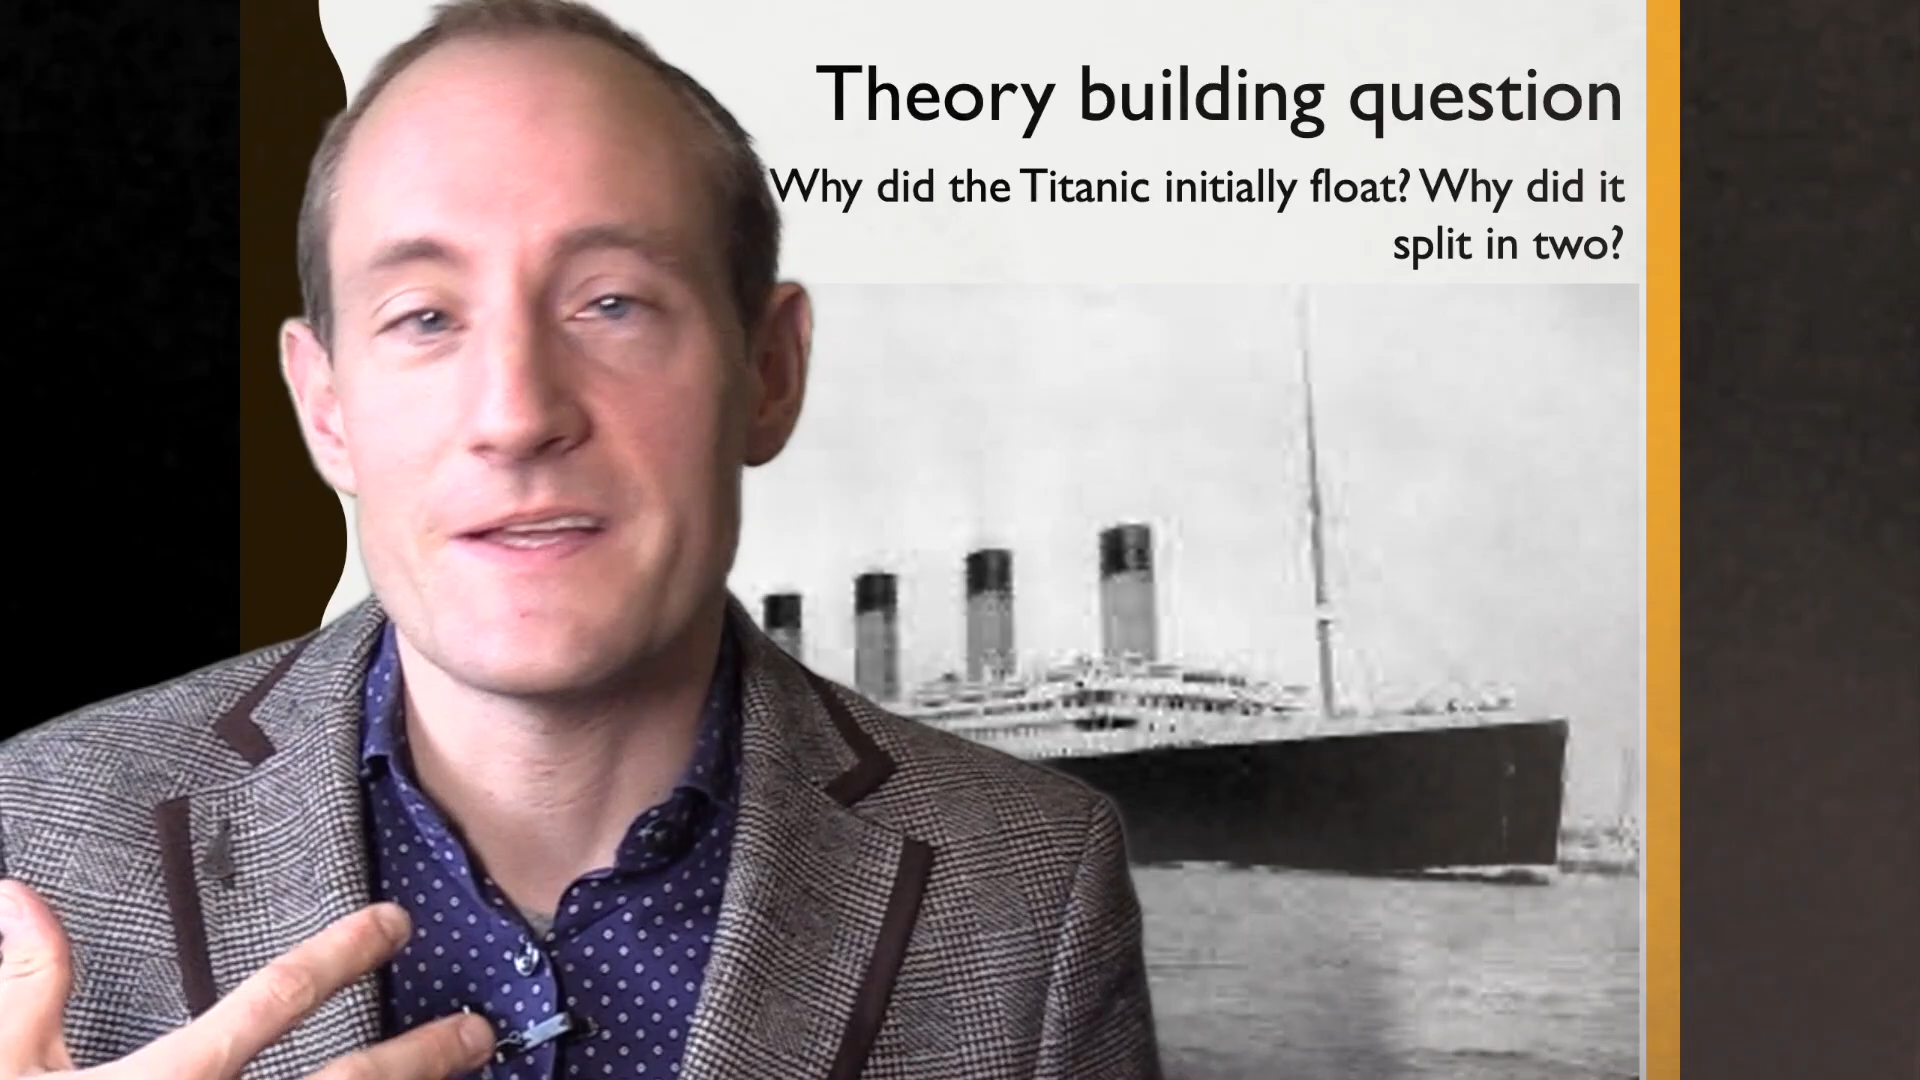 Theory building question
Why did the Titanic initially float? Why did it
split in two?